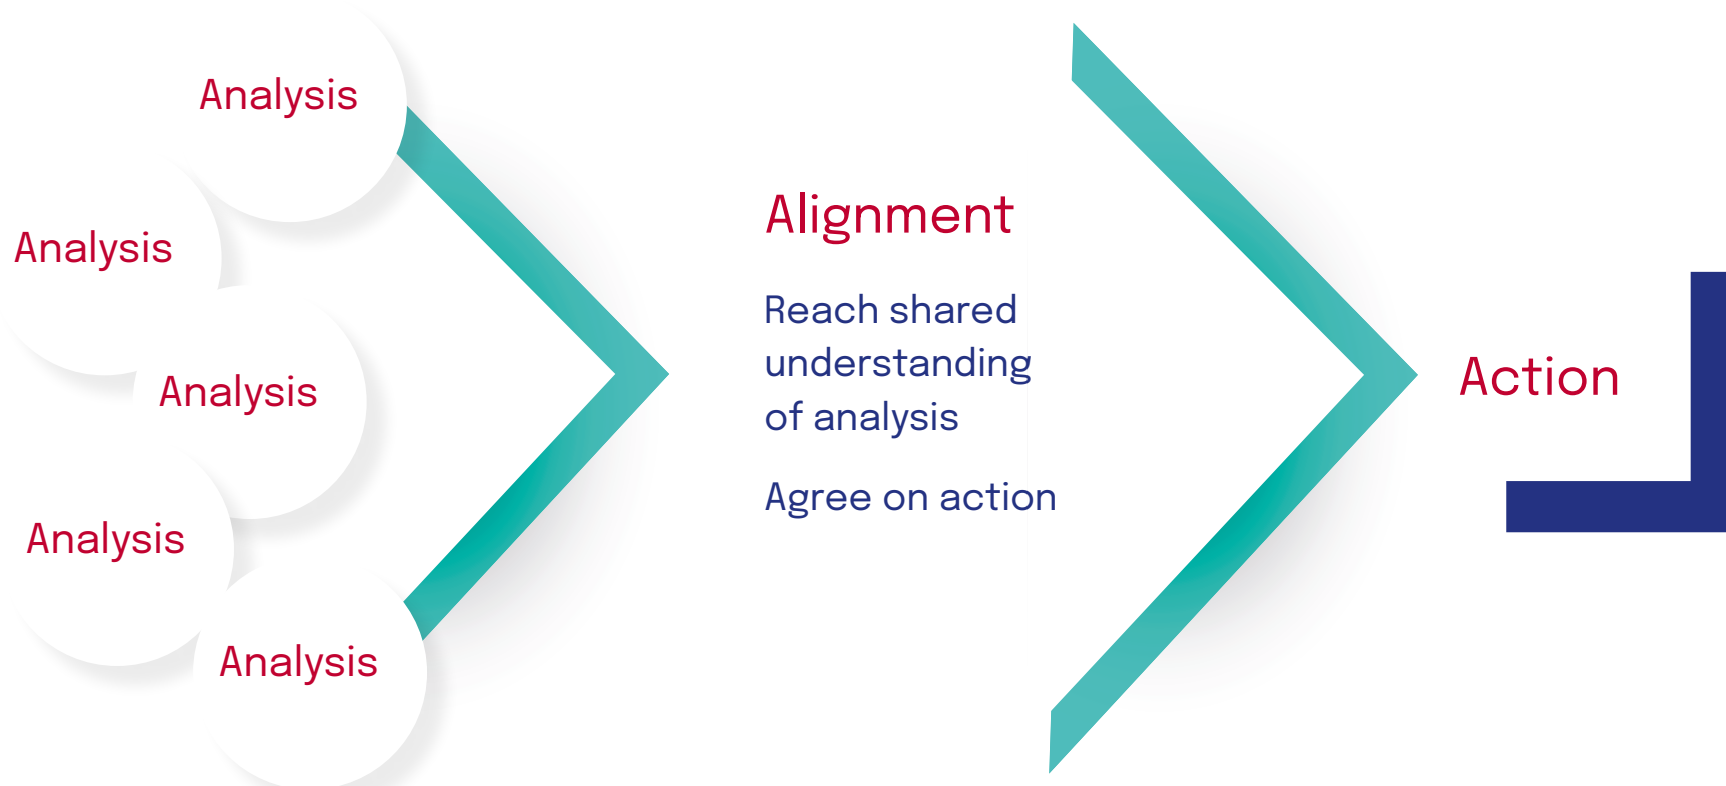 Analysis
Analysis
Analysis
Analysis
Analysis
Alignment
Reach shared
understanding
of analysis
Agree on action
Action